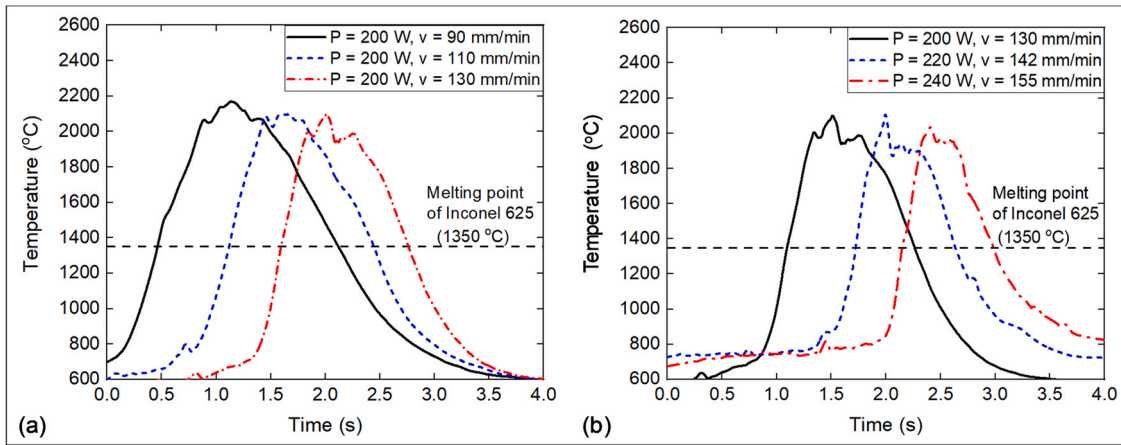 P = 200 W, v = 90 mm/min
P = 200 W, v = 110 mm/min
P = 200 W, v = 130 mm/min
Temperature (ºC)
2600
2400
2200
2000
1800
1600
1400
1200
1000
800
600
Melting point
of Inconel 625
(1350 ºC)
0.0 0.5 1.0 1.5 2.0 2.5 3.0 3.5 4.0
Time (s)
(a)
P = 200 W, v = 130 mm/min
P = 220 W, v = 142 mm/min
P = 240 W, v = 155 mm/min
Temperature (ºC)
2600
2400
2200
2000
1800
1600
1400
1200
1000
800
600
Melting point
of Inconel 625
(1350 ºC)
0.0 0.5 1.0 1.5 2.0 2.5 3.0 3.5 4.0
Time (s)
(b)